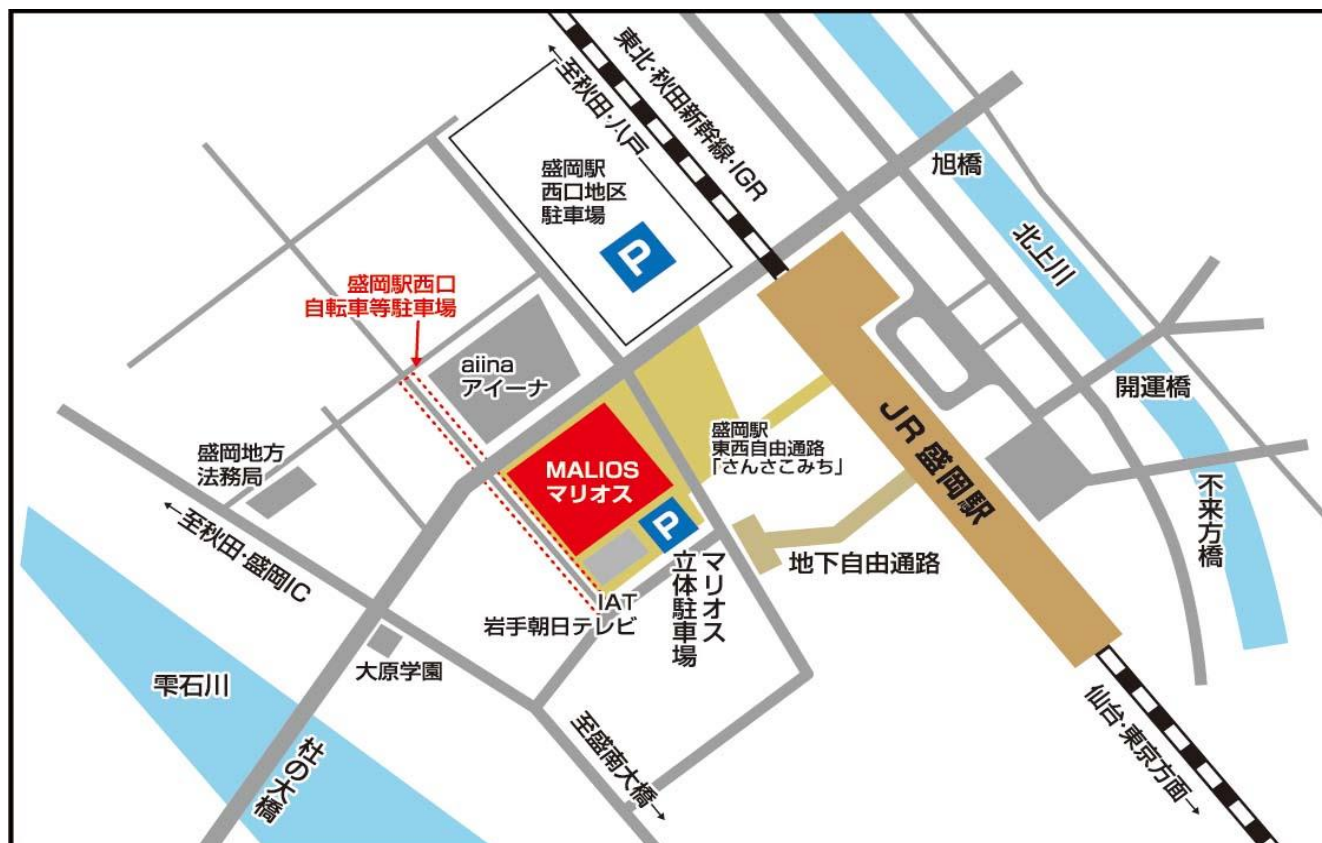 東北・秋田新幹線・IGR
←至秋田・八戸
盛岡駅
西口地区
駐車場
P
旭橋
北上川
盛岡駅西口
自転車等駐車場
aiina
アイーナ
開運橋
盛岡地方
法務局
MALIOS
マリオス
P
盛岡駅
東西自由通路
「さんさこみち」
JR 盛岡駅
不来方橋
←至秋田・盛岡IC
地下自由通路
IAT
岩手朝日テレビ
マリオス
立体駐車場
大原学園
雫石川
杜の大橋
至盛南大橋→
仙台・東京方面→